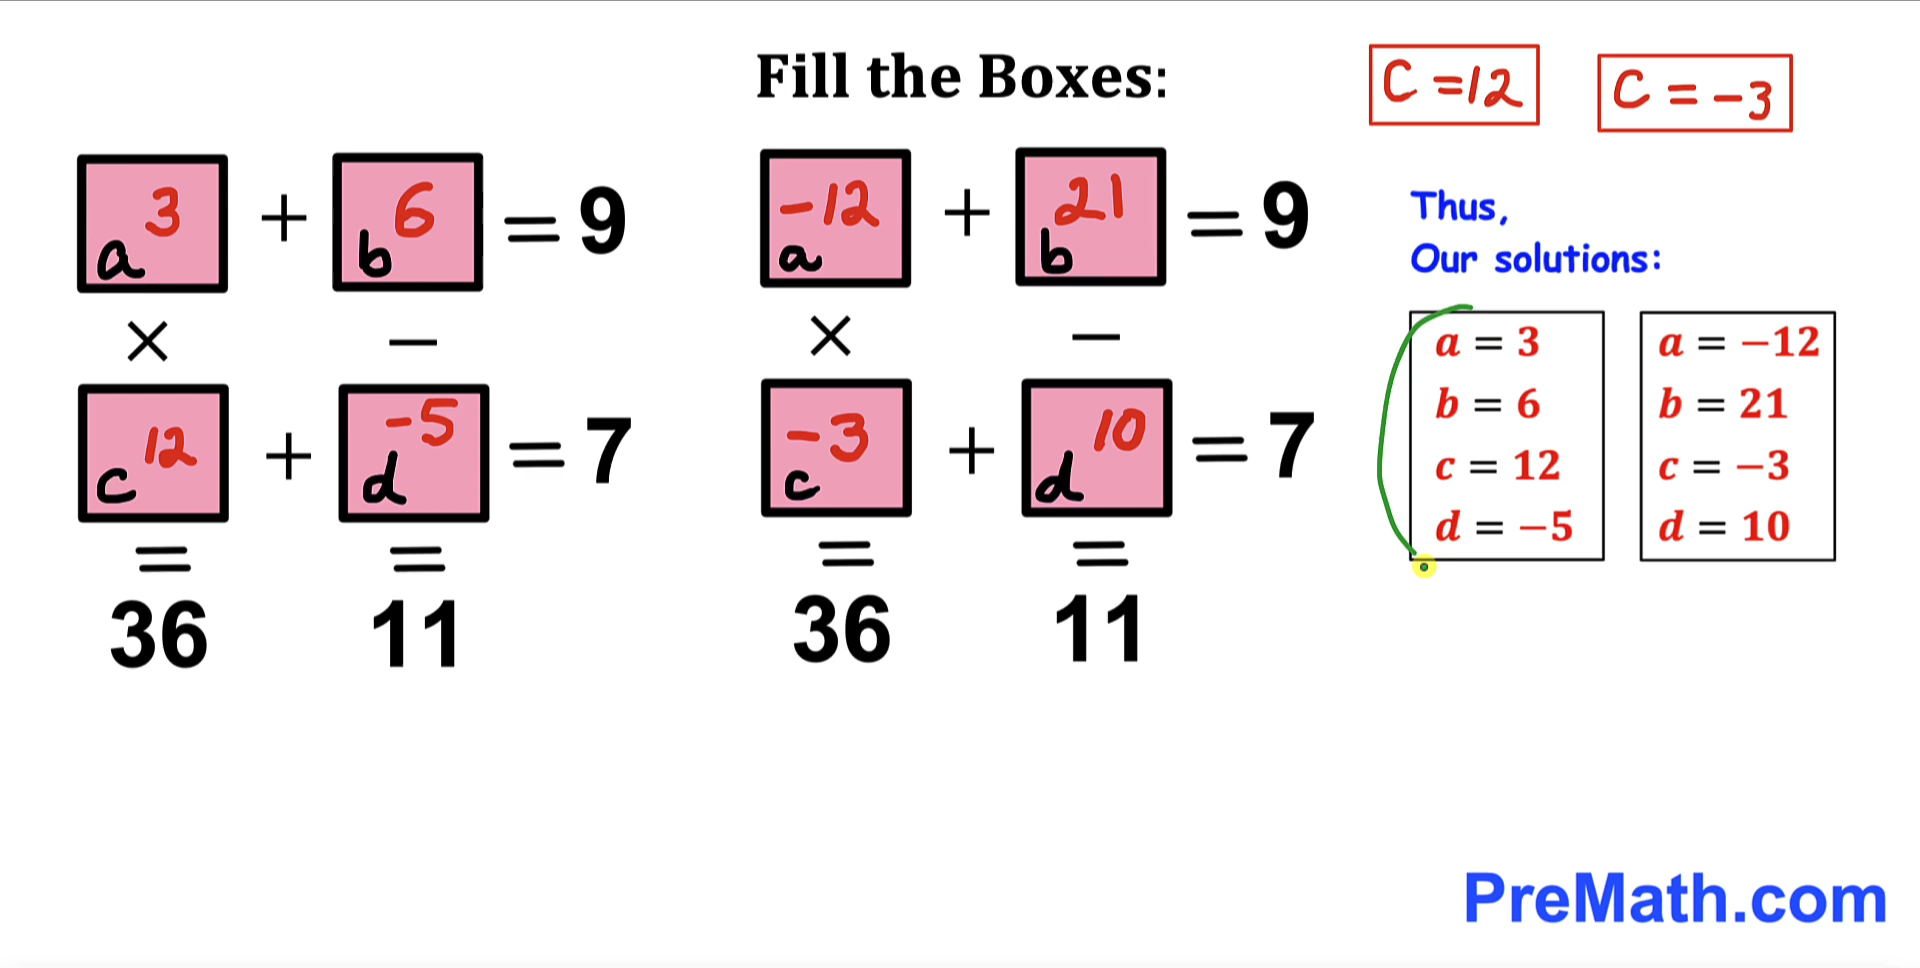 Fill the Boxes:
C = 12
C = -3
a 3 + b 6 = 9
× −
c 12 + d -5 = 7
= =
36 11
a -12 + b 21 = 9
× −
c -3 + d 10 = 7
= =
36 11
Thus,
Our solutions:
a = 3
b = 6
c = 12
d = −5
a = −12
b = 21
c = −3
d = 10
PreMath.com